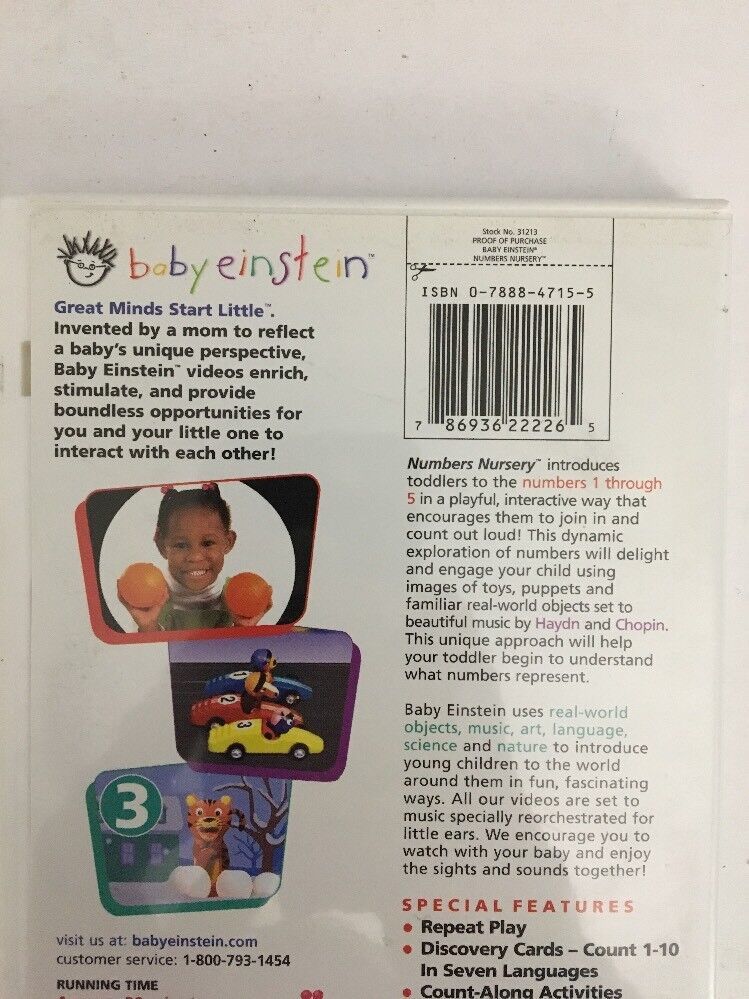 baby einstein™
Great Minds Start Little™.
Invented by a mom to reflect
a baby's unique perspective,
Baby Einstein™ videos enrich,
stimulate, and provide
boundless opportunities for
you and your little one to
interact with each other!
1
2
3
3
visit us at: babyeinstein.com
customer service: 1-800-793-1454
RUNNING TIME
Stock No. 31213
PROOF OF PURCHASE
BABY EINSTEIN®
NUMBERS NURSERY™
ISBN 0-7888-4715-5
7 86936 22226 5
Numbers Nursery™ introduces
toddlers to the numbers 1 through
5 in a playful, interactive way that
encourages them to join in and
count out loud! This dynamic
exploration of numbers will delight
and engage your child using
images of toys, puppets and
familiar real-world objects set to
beautiful music by Haydn and Chopin.
This unique approach will help
your toddler begin to understand
what numbers represent.
Baby Einstein uses real-world
objects, music, art, language,
science and nature to introduce
young children to the world
around them in fun, fascinating
ways. All our videos are set to
music specially reorchestrated for
little ears. We encourage you to
watch with your baby and enjoy
the sights and sounds together!
SPECIAL FEATURES
• Repeat Play
• Discovery Cards – Count 1-10
In Seven Languages
• Count-Along Activities